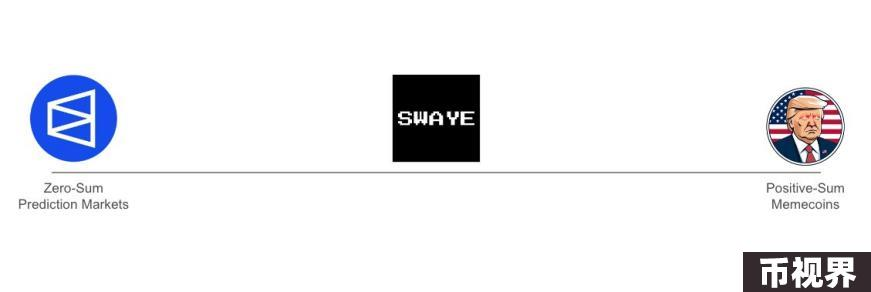 SWAYE
Zero-Sum
Prediction Markets
Positive-Sum
Memecoins
币视界